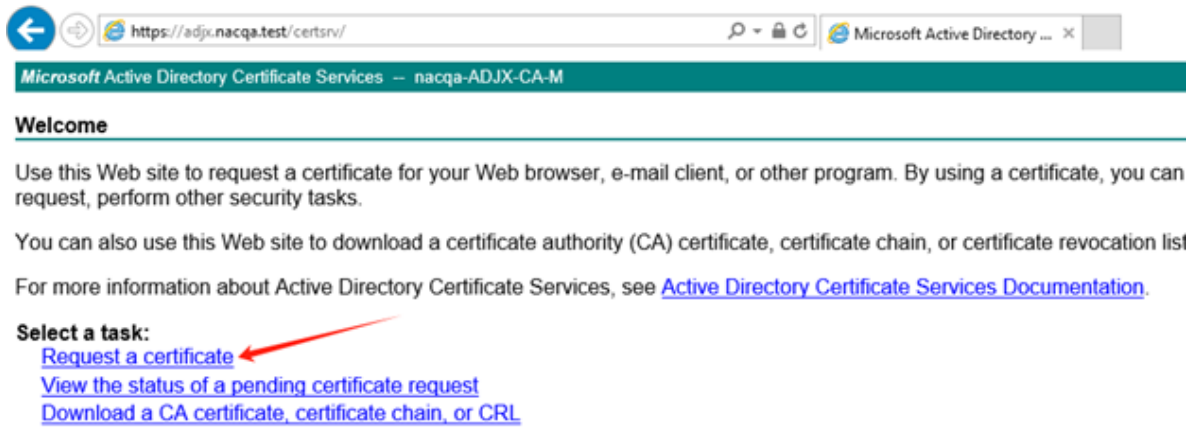 https://adjx.nacqa.test/certsrv/
Microsoft Active Directory ...
Microsoft Active Directory Certificate Services -- nacqa-ADJX-CA-M
Welcome
Use this Web site to request a certificate for your Web browser, e-mail client, or other program. By using a certificate, you can
request, perform other security tasks.
You can also use this Web site to download a certificate authority (CA) certificate, certificate chain, or certificate revocation list
For more information about Active Directory Certificate Services, see Active Directory Certificate Services Documentation.
Select a task:
Request a certificate
View the status of a pending certificate request
Download a CA certificate, certificate chain, or CRL